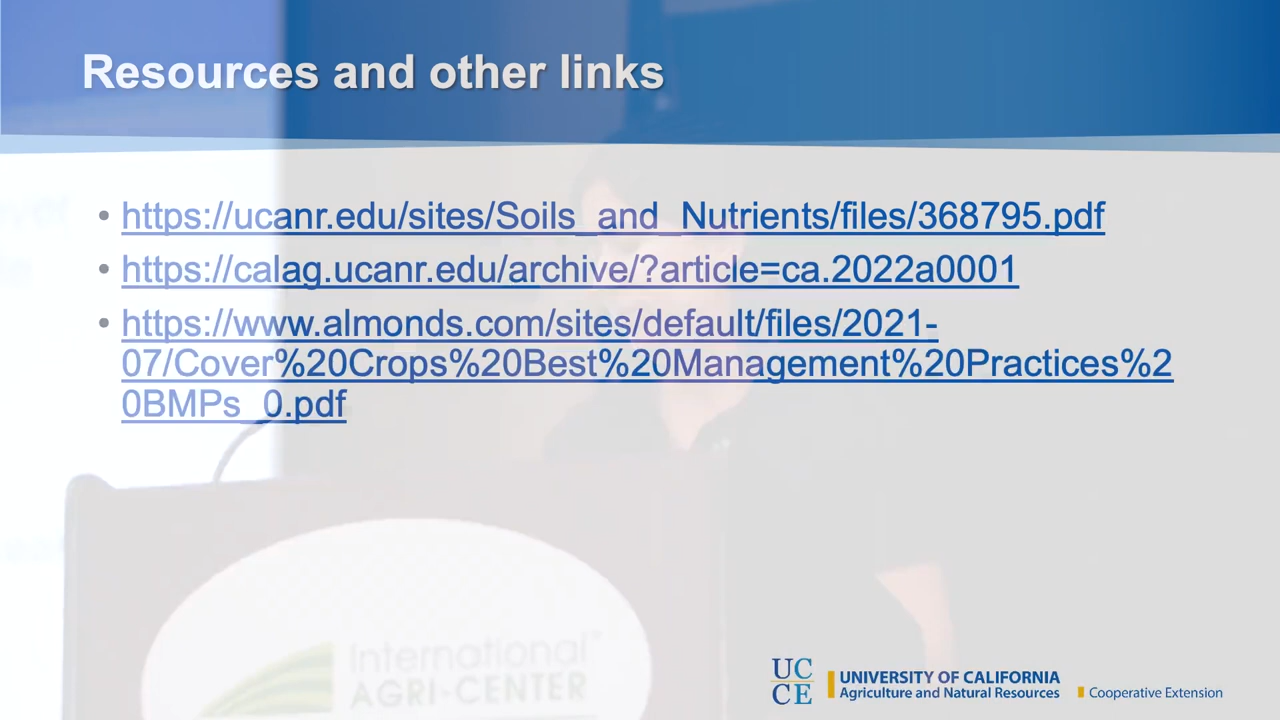 Resources and other links
• https://ucanr.edu/sites/Soils_and_Nutrients/files/368795.pdf
• https://calag.ucanr.edu/archive/?article=ca.2022a0001
• https://www.almonds.com/sites/default/files/2021-
07/Cover%20Crops%20Best%20Management%20Practices%2
0BMPs_0.pdf
International
AGRI-CENTER
UC
CE
UNIVERSITY OF CALIFORNIA
Agriculture and Natural Resources
Cooperative Extension